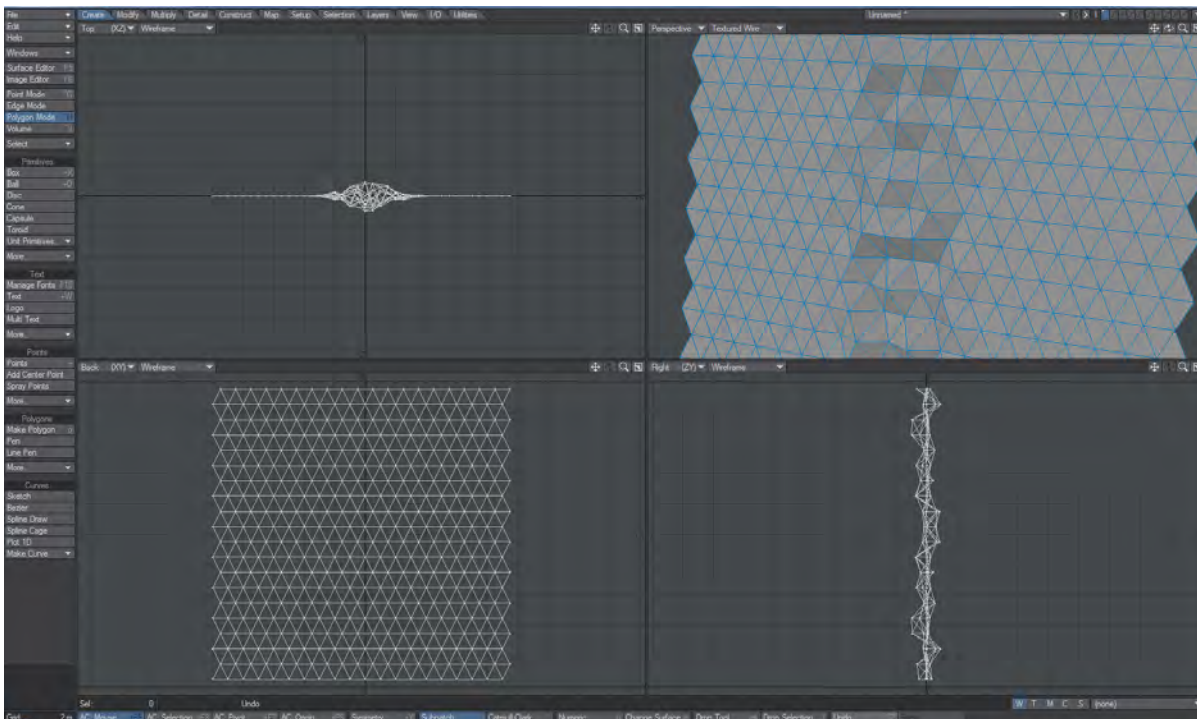 File
Edit
Help
Windows
Surface Editor F5
Image Editor F6
Point Mode
Edge Mode
Polygon Mode
Volume
Select
Primitives
Box
Ball
Disc
Cone
Capsule
Toroid
Unit Primitives...
More...
Text
Manage Fonts F10
Text
Logo
Multi Text
More...
Points
Points
Add Center Point
Spray Points
More...
Polygons
Make Polygon
Pen
Line Pen
More...
Curves
Sketch
Bezier
Spline Draw
Spline Cage
Plot 1D
Make Curve
Create Modify Multiply Detail Construct Map Setup Selection Layers View I/O Utilities
Unnamed *
Top (XZ) Wireframe
Perspective Textured Wire
Back (XY) Wireframe
Right (ZY) Wireframe
Sel: 0 Undo
W T M C S (none)
Grid: 2 m AC Mouse AC Selection AC Pivot AC Origin Symmetry Subpatch Catmull-Clark Numeric Change Surface Drop Tool Drop Selection Undo